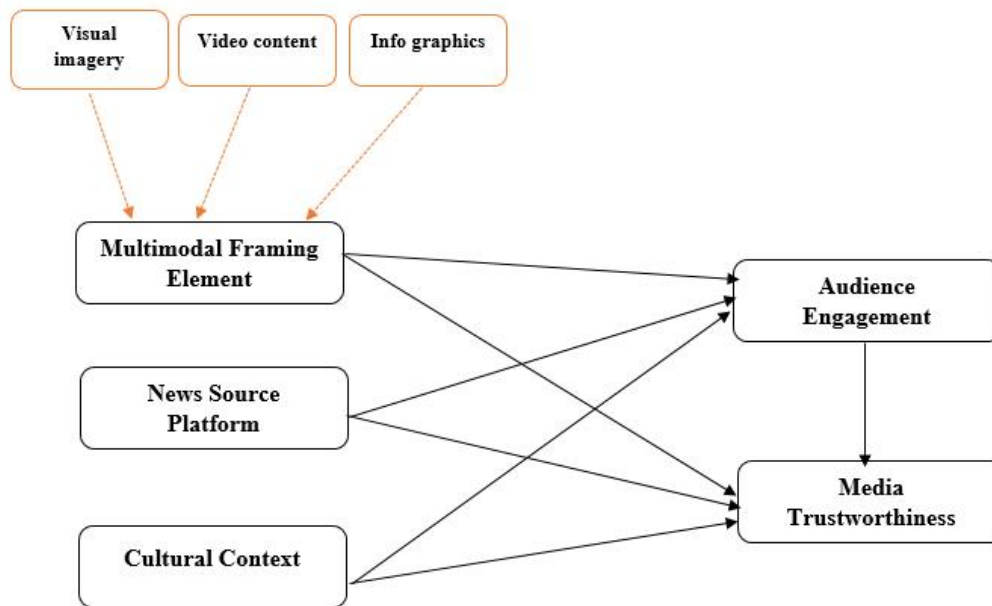 Visual
imagery
Video content
Info graphics
Multimodal Framing
Element
Audience
Engagement
News Source
Platform
Media
Trustworthiness
Cultural Context